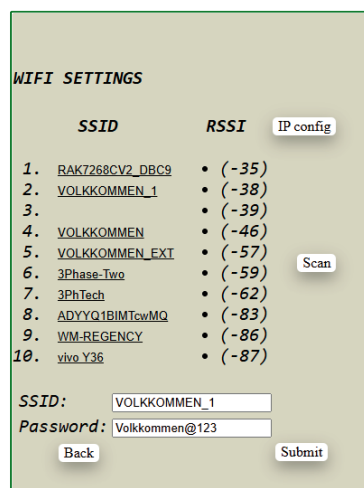 WIFI SETTINGS
SSID RSSI IP config
1. RAK7268CV2_DBC9 • (-35)
2. VOLKKOMMEN_1 • (-38)
3. • (-39)
4. VOLKKOMMEN • (-46)
5. VOLKKOMMEN_EXT • (-57)
6. 3Phase-Two • (-59)
Scan
7. 3PhTech • (-62)
8. ADYYQ1BIMTcwMQ • (-83)
9. WM-REGENCY • (-86)
10. vivo Y36 • (-87)
SSID: VOLKKOMMEN_1
Password: Volkkommen@123
Back Submit